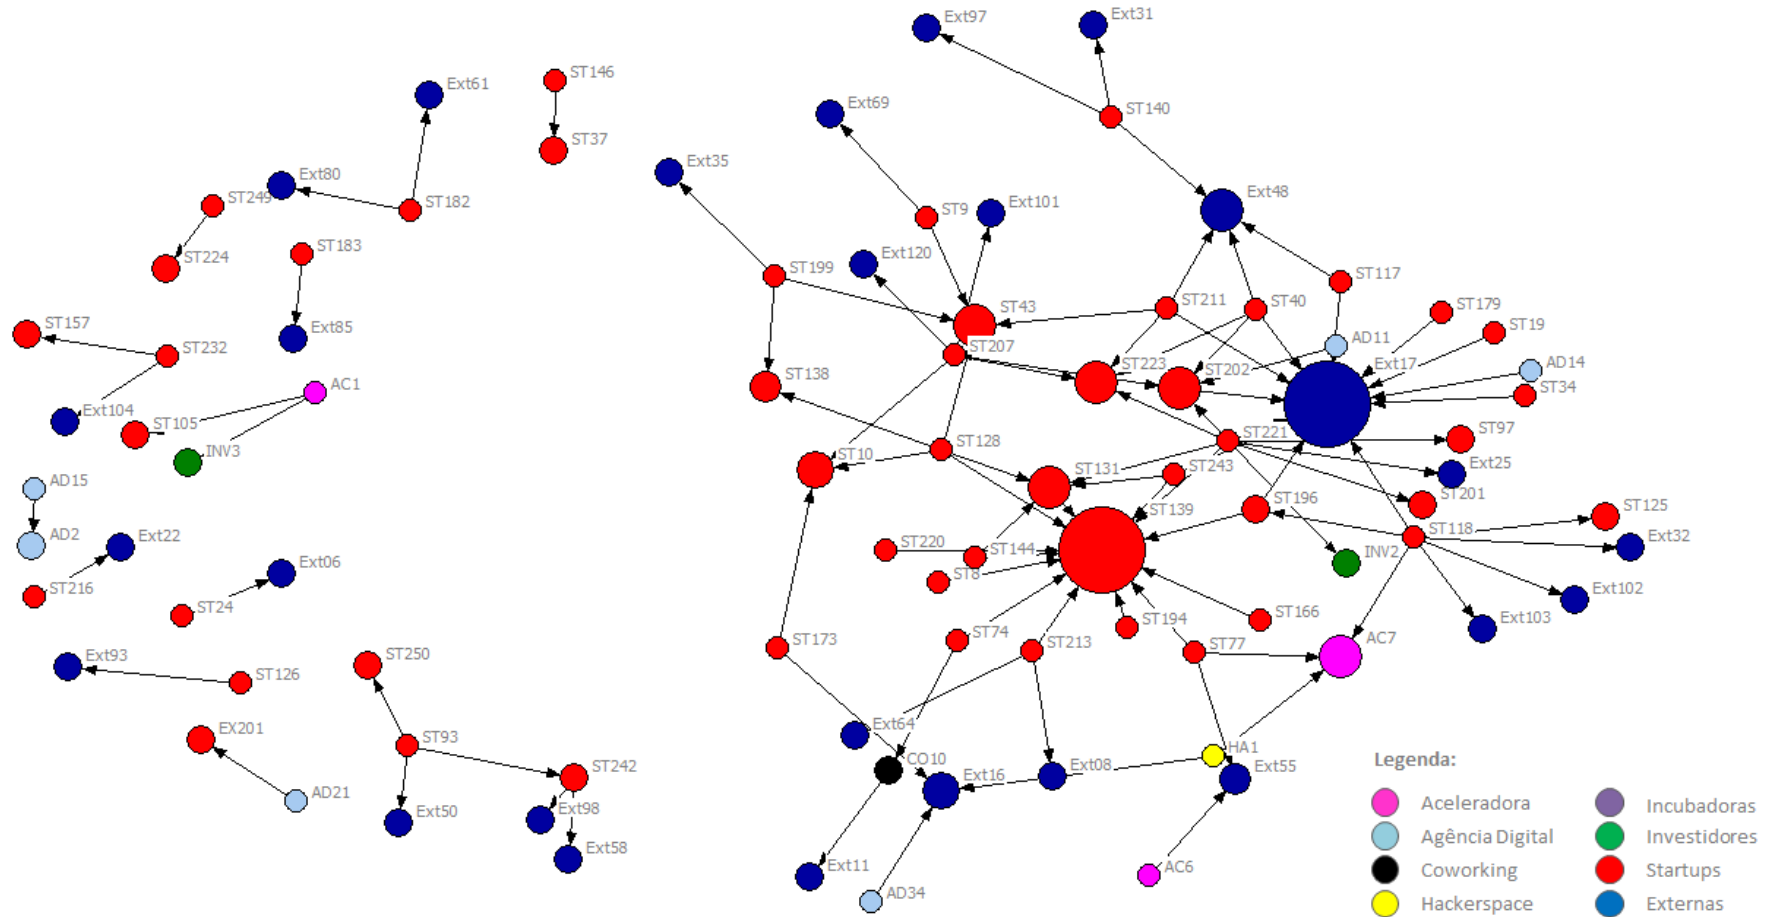 Ext97
Ext31
Ext61
ST146
Ext69
ST140
ST37
Ext35
Ext80
ST249
ST182
Ext48
ST9
Ext101
ST224
ST183
Ext120
ST199
ST117
ST43
ST211
ST40
ST179
ST157
Ext85
ST19
ST232
ST207
AD11
ST223
ST202
Ext17
AD14
ST138
AC1
ST34
Ext104
ST105
INV3
ST128
ST221
ST97
ST10
ST131
ST243
Ext25
AD15
ST201
ST196
ST139
ST125
AD2
Ext22
ST220
ST144
ST118
Ext32
INV2
Ext06
ST8
ST216
Ext102
ST24
ST194
ST166
Ext103
ST173
ST74
ST213
ST77
AC7
Ext93
ST250
ST126
EX201
ST93
Ext64
HA1
Legenda:
ST242
CO10
Ext16
Ext08
Ext55
AD21
Ext98
Ext50
Aceleradora
Incubadoras
Agência Digital
Investidores
Ext58
Ext11
AC6
Coworking
Startups
AD34
Hackerspace
Externas